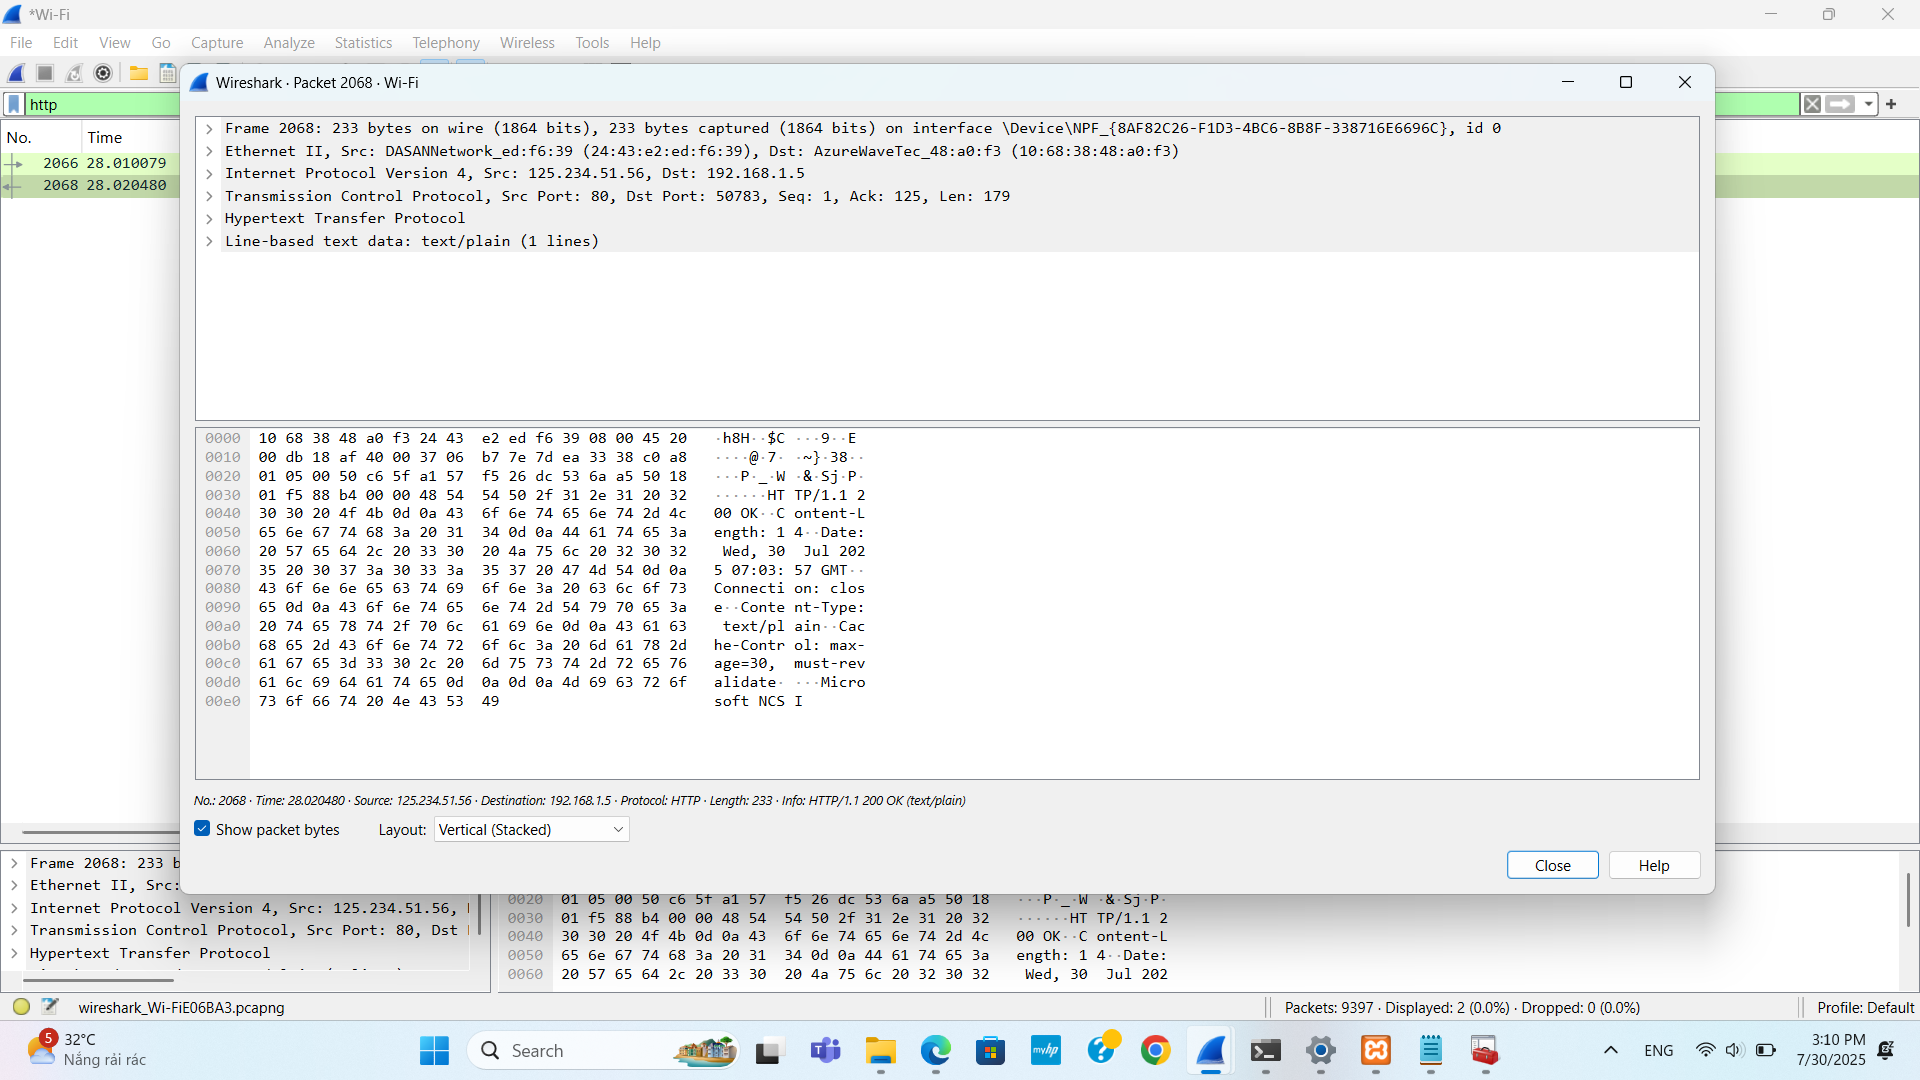 *Wi-Fi
File Edit View Go Capture Analyze Statistics Telephony Wireless Tools Help
Wireshark · Packet 2068 · Wi-Fi
http
No. Time
2066 28.010079
2068 28.020480
Frame 2068: 233 bytes on wire (1864 bits), 233 bytes captured (1864 bits) on interface \Device\NPF_{8AF82C26-F1D3-4BC6-8B8F-338716E6696C}, id 0
Ethernet II, Src: DASANNetwork_ed:f6:39 (24:43:e2:ed:f6:39), Dst: AzureWaveTec_48:a0:f3 (10:68:38:48:a0:f3)
Internet Protocol Version 4, Src: 125.234.51.56, Dst: 192.168.1.5
Transmission Control Protocol, Src Port: 80, Dst Port: 50783, Seq: 1, Ack: 125, Len: 179
Hypertext Transfer Protocol
Line-based text data: text/plain (1 lines)
0000 10 68 38 48 a0 f3 24 43 e2 ed f6 39 08 00 45 20 ·h8H··$C ···9··E
0010 00 db 18 af 40 00 37 06 b7 7e 7d ea 33 38 c0 a8 ····@·7· ·~}·38··
0020 01 05 00 50 c6 5f a1 57 f5 26 dc 53 6a a5 50 18 ···P·_·W ·&·Sj·P·
0030 01 f5 88 b4 00 00 48 54 54 50 2f 31 2e 31 20 32 ······HT TP/1.1 2
0040 30 30 20 4f 4b 0d 0a 43 6f 6e 74 65 6e 74 2d 4c 00 OK··C ontent-L
0050 65 6e 67 74 68 3a 20 31 34 0d 0a 44 61 74 65 3a ength: 1 4··Date:
0060 20 57 65 64 2c 20 33 30 20 4a 75 6c 20 32 30 32 Wed, 30 Jul 202
0070 35 20 30 37 3a 30 33 3a 35 37 20 47 4d 54 0d 0a 5 07:03: 57 GMT··
0080 43 6f 6e 6e 65 63 74 69 6f 6e 3a 20 63 6c 6f 73 Connecti on: clos
0090 65 0d 0a 43 6f 6e 74 65 6e 74 2d 54 79 70 65 3a e··Conte nt-Type:
00a0 20 74 65 78 74 2f 70 6c 61 69 6e 0d 0a 43 61 63 text/pl ain··Cac
00b0 68 65 2d 43 6f 6e 74 72 6f 6c 3a 20 6d 61 78 2d he-Contr ol: max-
00c0 61 67 65 3d 33 30 2c 20 6d 75 73 74 2d 72 65 76 age=30, must-rev
00d0 61 6c 69 64 61 74 65 0d 0a 0d 0a 4d 69 63 72 6f alidate· ···Micro
00e0 73 6f 66 74 20 4e 43 53 49 soft NCS I
No.: 2068 · Time: 28.020480 · Source: 125.234.51.56 · Destination: 192.168.1.5 · Protocol: HTTP · Length: 233 · Info: HTTP/1.1 200 OK (text/plain)
Show packet bytes Layout: Vertical (Stacked)
Close Help
Frame 2068: 233 b
Ethernet II, Src:
Internet Protocol Version 4, Src: 125.234.51.56,
Transmission Control Protocol, Src Port: 80, Dst
Hypertext Transfer Protocol
0020 01 05 00 50 c6 5f a1 57 f5 26 dc 53 6a a5 50 18 ···P·_·W ·&·Sj·P·
0030 01 f5 88 b4 00 00 48 54 54 50 2f 31 2e 31 20 32 ······HT TP/1.1 2
0040 30 30 20 4f 4b 0d 0a 43 6f 6e 74 65 6e 74 2d 4c 00 OK··C ontent-L
0050 65 6e 67 74 68 3a 20 31 34 0d 0a 44 61 74 65 3a ength: 1 4··Date:
0060 20 57 65 64 2c 20 33 30 20 4a 75 6c 20 32 30 32 Wed, 30 Jul 202
wireshark_Wi-FiE06BA3.pcapng
Packets: 9397 · Displayed: 2 (0.0%) · Dropped: 0 (0.0%)
Profile: Default
5
32°C
Nắng rải rác
Search
myhp
ENG
3:10 PM
7/30/2025